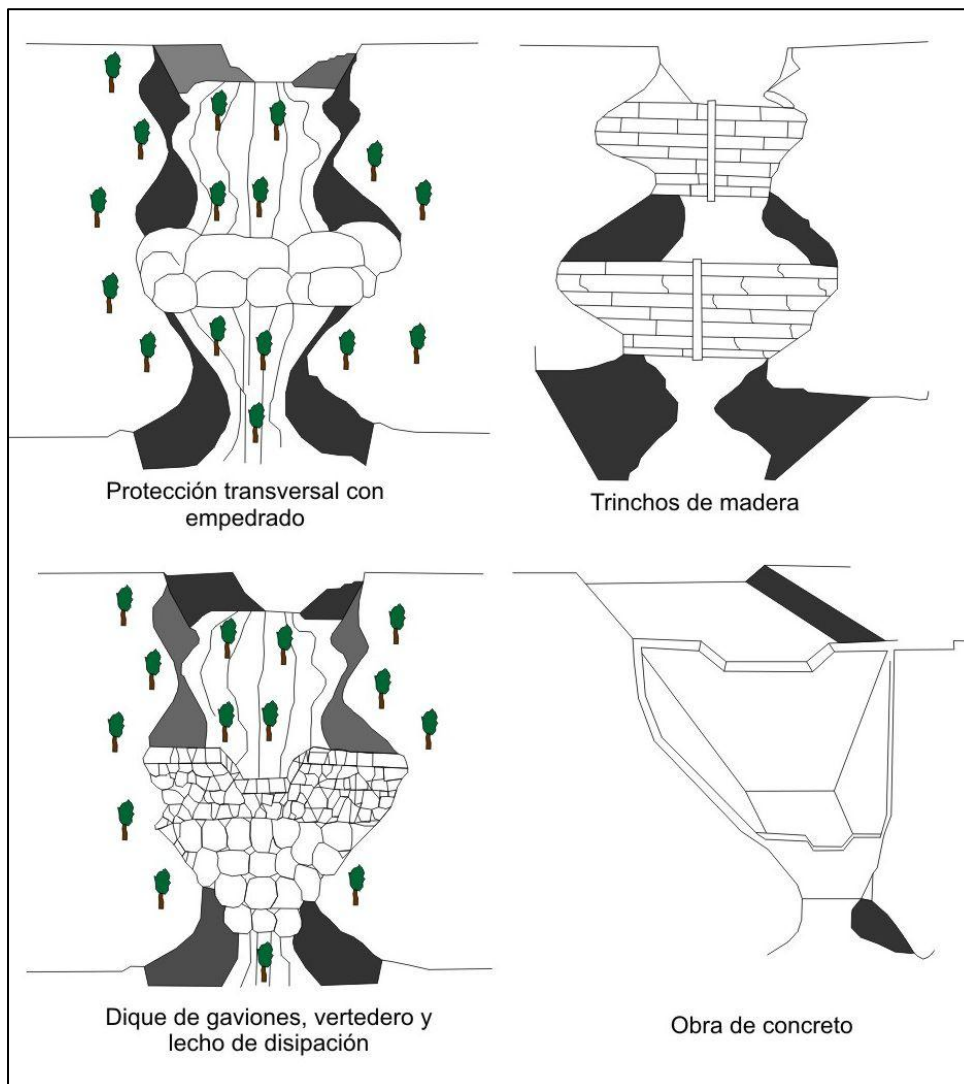 Protección transversal con
empedrado
Trinchos de madera
Dique de gaviones, vertedero y
lecho de disipación
Obra de concreto